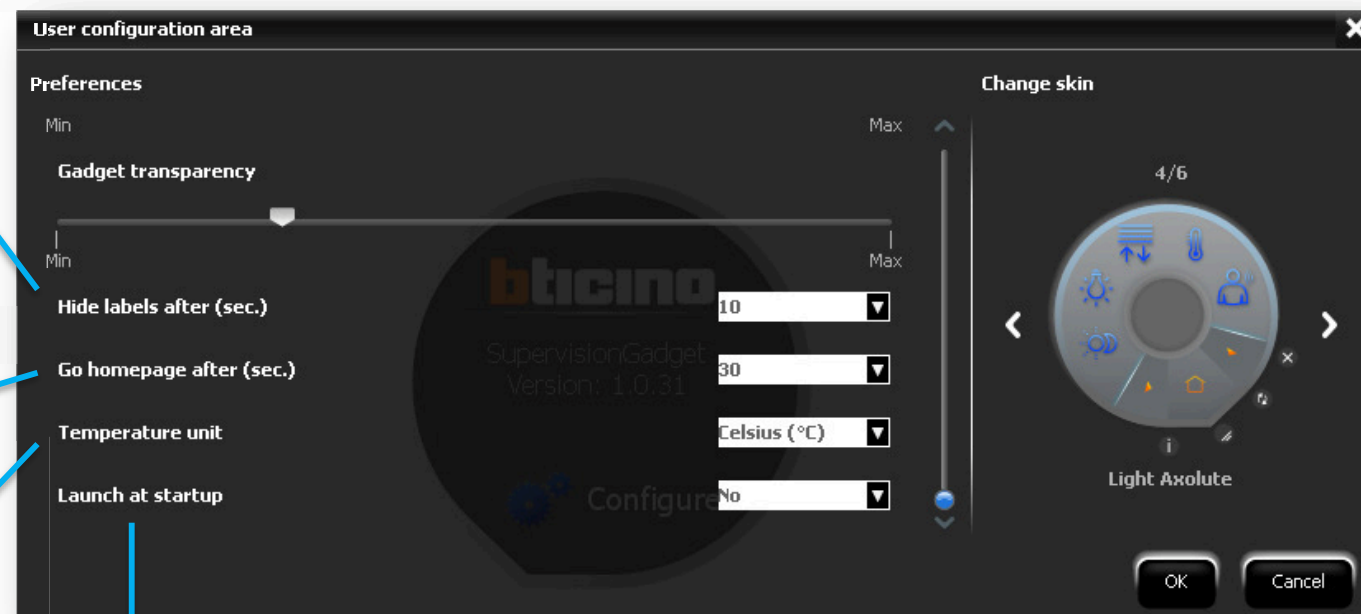 User configuration area
Preferences
Change skin
Min Max
Gadget transparency
4/6
Min Max
bticino
Hide labels after (sec.) 10
SupervisionGadget
Go homepage after (sec.) 30
Version: 1.0.31
Temperature unit Celsius (°C)
Light Axolute
Launch at startup No
Configure
OK Cancel